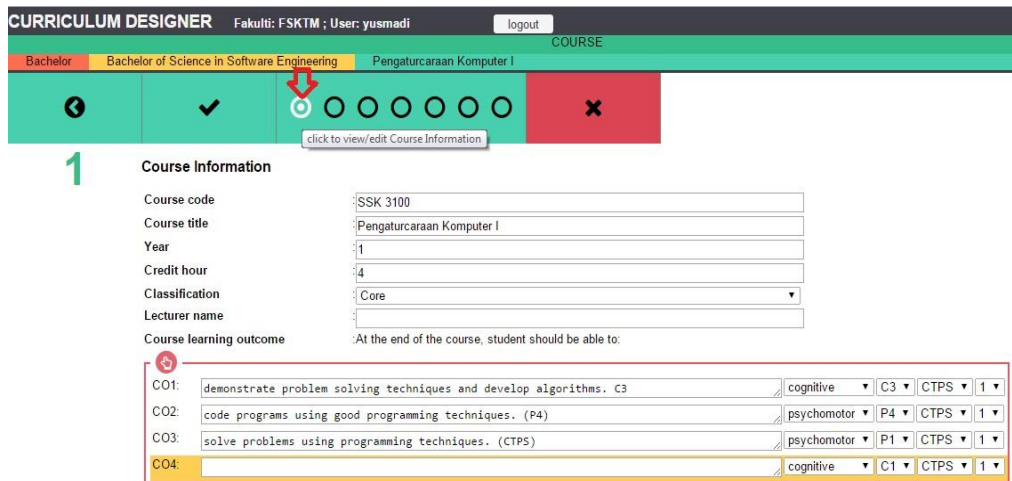 CURRICULUM DESIGNER Fakulti: FSKTM ; User: yusmadi logout
COURSE
Bachelor Bachelor of Science in Software Engineering Pengaturcaraan Komputer I
click to view/edit Course Information
1 Course Information
Course code :SSK 3100
Course title :Pengaturcaraan Komputer I
Year :1
Credit hour :4
Classification :Core
Lecturer name :
Course learning outcome :At the end of the course, student should be able to:
CO1: demonstrate problem solving techniques and develop algorithms. C3 cognitive C3 CTPS 1
CO2: code programs using good programming techniques. (P4) psychomotor P4 CTPS 1
CO3: solve problems using programming techniques. (CTPS) psychomotor P1 CTPS 1
CO4: cognitive C1 CTPS 1